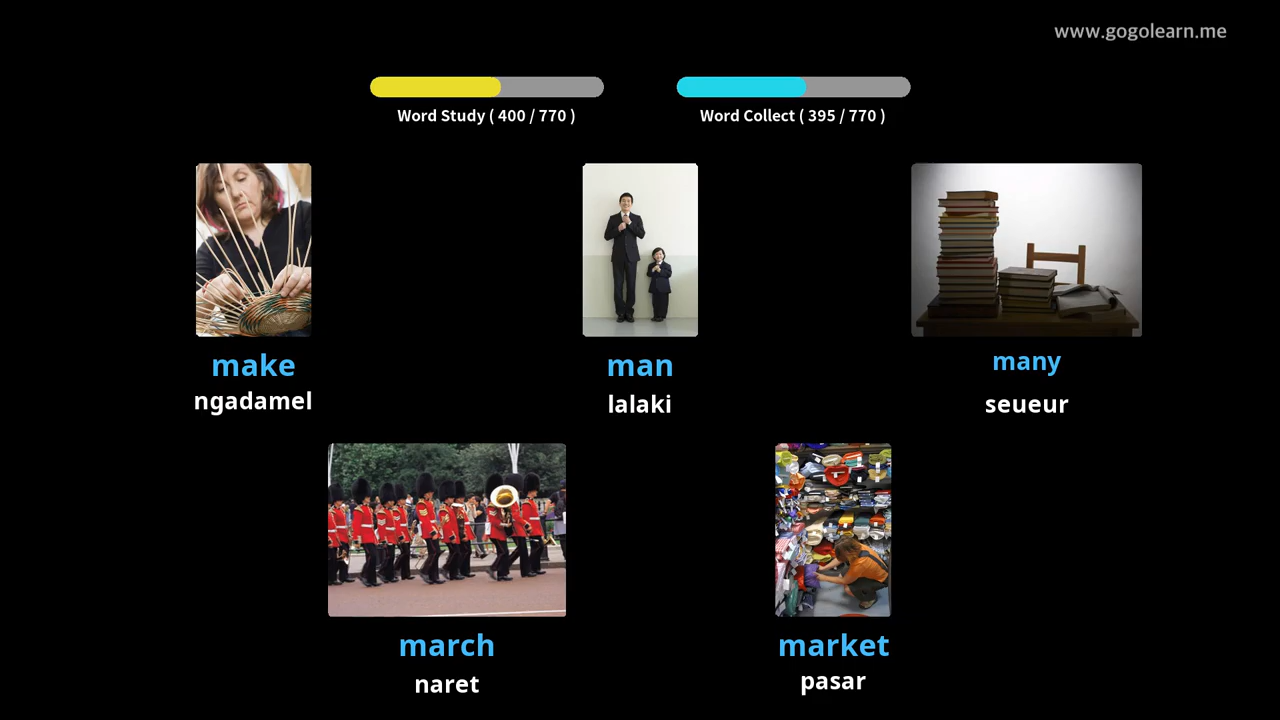 www.gogolearn.me
Word Study ( 400 / 770 )
Word Collect ( 395 / 770 )
make
ngadamel
man
lalaki
many
seueur
march
naret
market
pasar